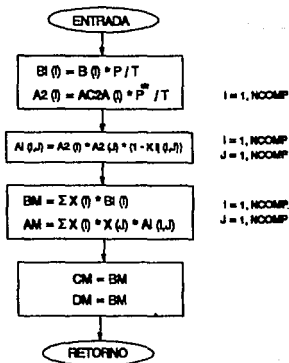 ENTRADA
BI (I) = B (I) * P / T
A2 (I) = AC2A (I) * P / T
I = 1, NCOMP
AI (I,J) = A2 (I) * A2 (J) * (1 - KIJ (I,J))
I = 1, NCOMP
J = 1, NCOMP
BM = Σ X (I) * BI (I)
AM = Σ X (I) * X (J) * AI (I,J)
I = 1, NCOMP
J = 1, NCOMP
CM = BM
DM = BM
RETORNO